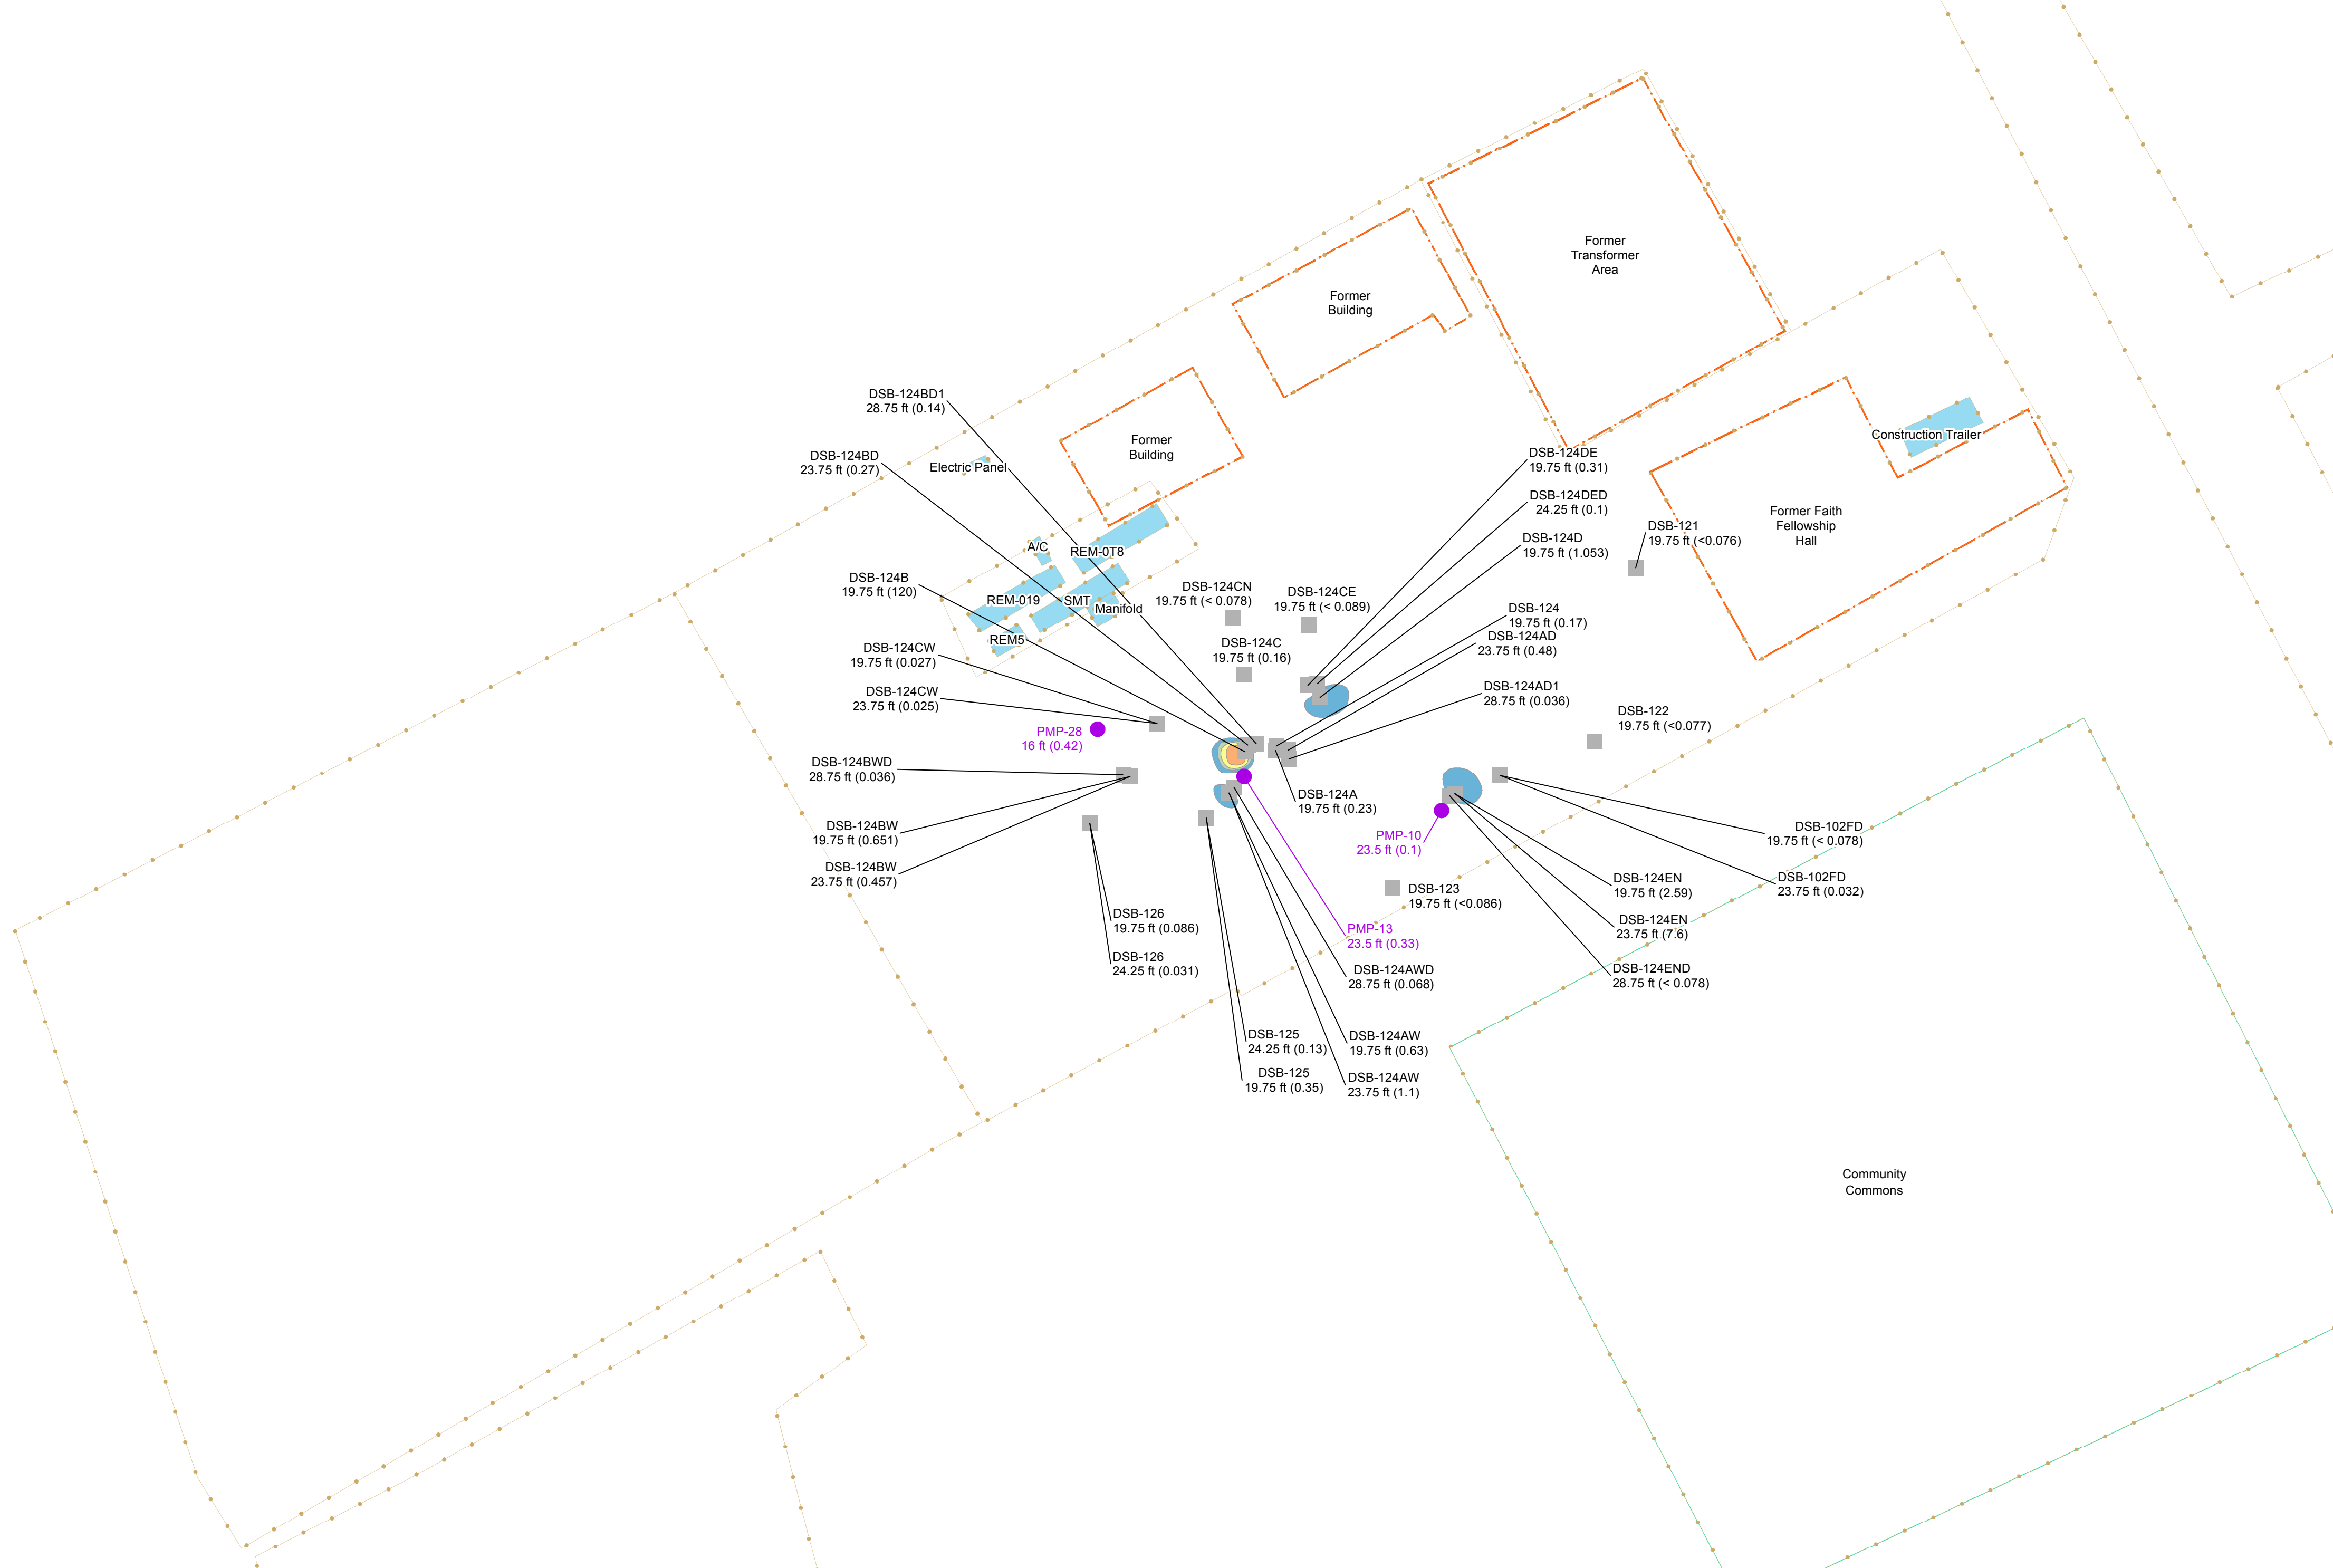 Former
Transformer
Area
Former
Building
DSB-124BD1
28.75 ft (0.14)
Former
Building
Construction Trailer
DSB-124BD
23.75 ft (0.27)
Electric Panel
DSB-124DE
19.75 ft (0.31)
DSB-124DED
24.25 ft (0.1)
Former Faith
Fellowship
Hall
DSB-121
19.75 ft (<0.076)
DSB-124D
19.75 ft (1.053)
A/C
REM-0T8
DSB-124B
19.75 ft (120)
DSB-124CN
19.75 ft (< 0.078)
DSB-124CE
19.75 ft (< 0.089)
REM-019
SMT
Manifold
DSB-124
19.75 ft (0.17)
REM5
DSB-124AD
23.75 ft (0.48)
DSB-124C
19.75 ft (0.16)
DSB-124CW
19.75 ft (0.027)
DSB-124CW
23.75 ft (0.025)
DSB-124AD1
28.75 ft (0.036)
DSB-122
19.75 ft (<0.077)
PMP-28
16 ft (0.42)
DSB-124BWD
28.75 ft (0.036)
DSB-124A
19.75 ft (0.23)
DSB-124BW
19.75 ft (0.651)
PMP-10
23.5 ft (0.1)
DSB-102FD
19.75 ft (< 0.078)
DSB-124BW
23.75 ft (0.457)
DSB-102FD
23.75 ft (0.032)
DSB-124EN
19.75 ft (2.59)
DSB-123
19.75 ft (<0.086)
DSB-126
19.75 ft (0.086)
DSB-124EN
23.75 ft (7.6)
PMP-13
23.5 ft (0.33)
DSB-126
24.25 ft (0.031)
DSB-124AWD
28.75 ft (0.068)
DSB-124END
28.75 ft (< 0.078)
DSB-125
24.25 ft (0.13)
DSB-124AW
19.75 ft (0.63)
DSB-125
19.75 ft (0.35)
DSB-124AW
23.75 ft (1.1)
Community
Commons